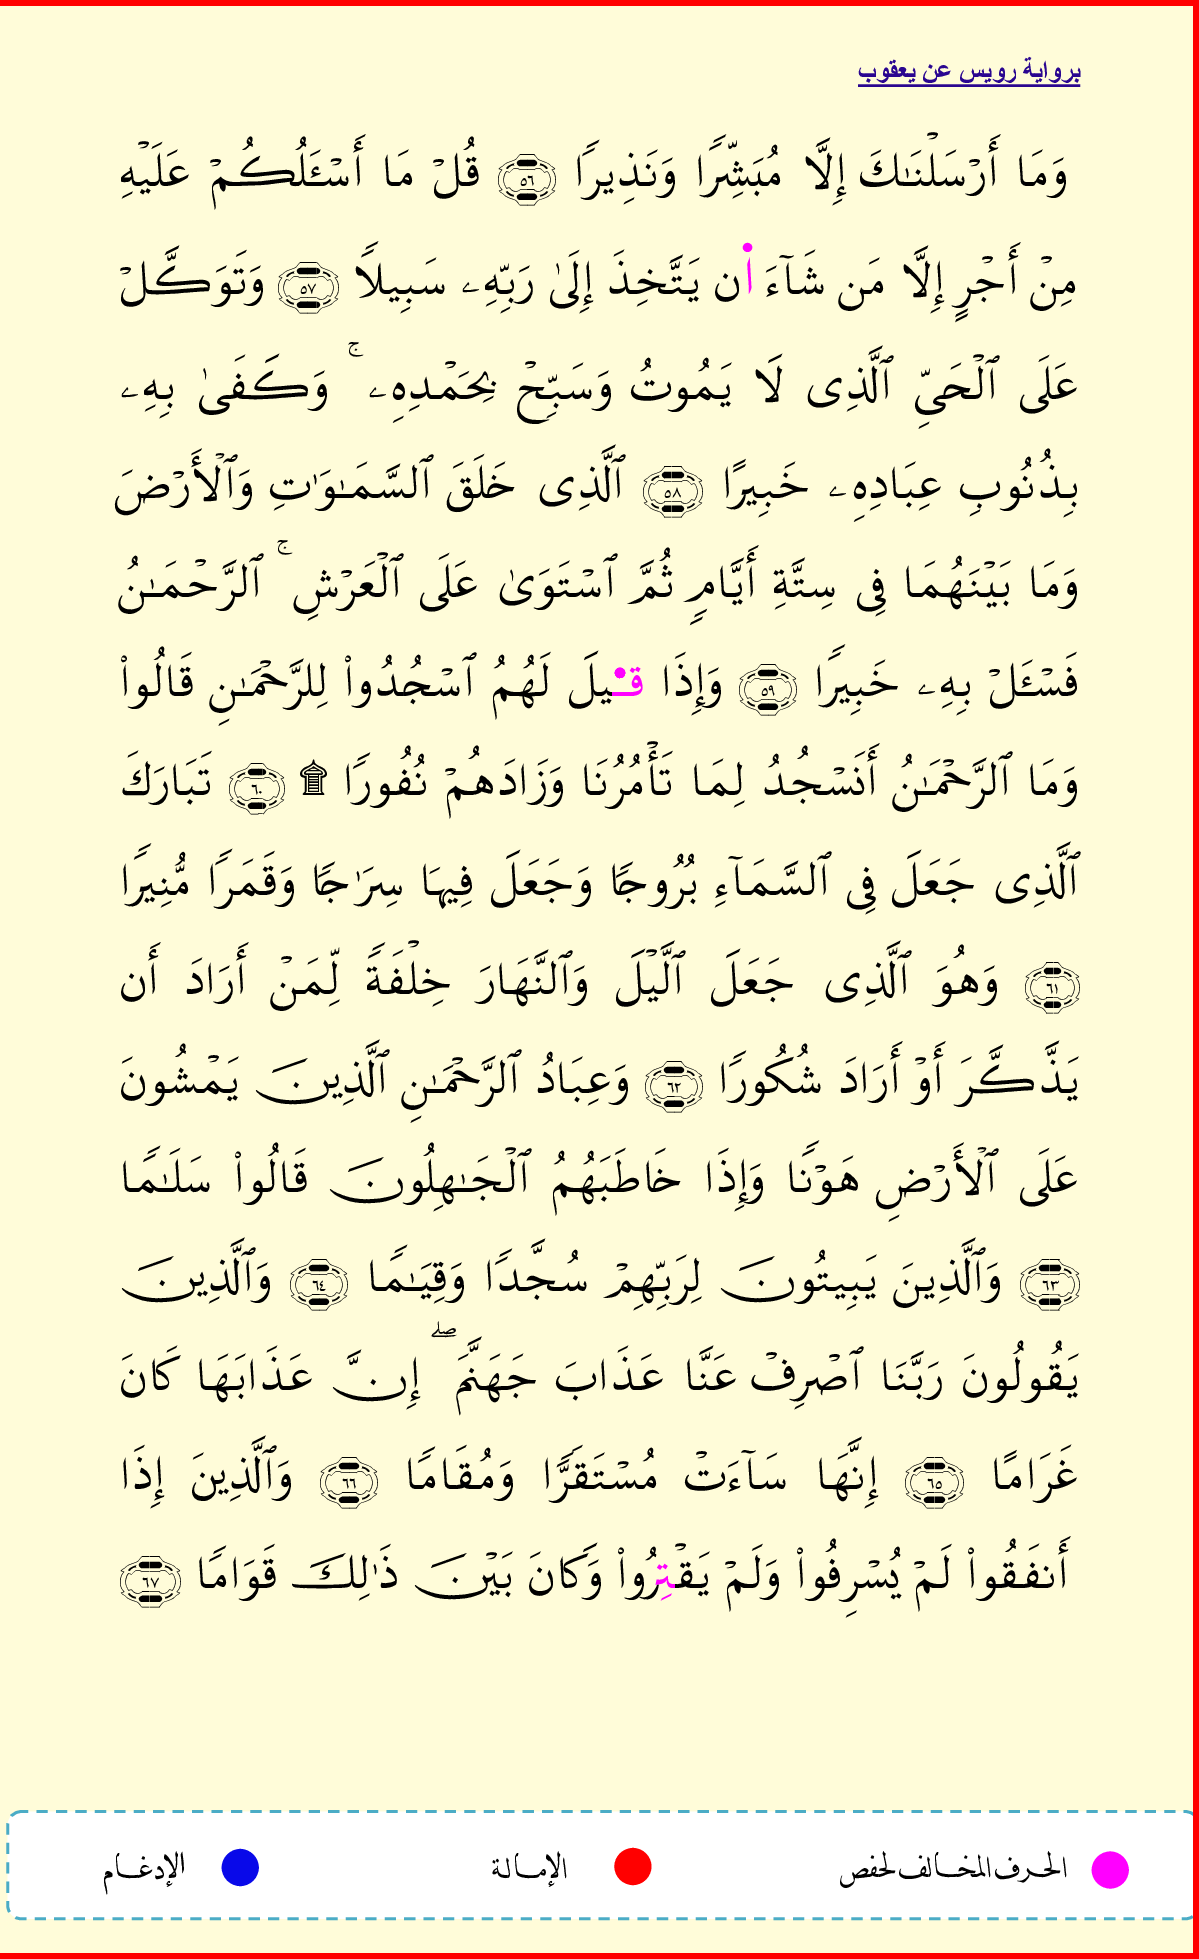 برواية رويس عن يعقوب
وَمَا أَرْسَلْنَـٰكَ إِلَّا مُبَشِّرًا وَنَذِيرًا ٥٦ قُلْ مَا أَسْـَٔلُكُمْ عَلَيْهِ
مِنْ أَجْرٍ إِلَّا مَن شَآءَ ا۬ن يَتَّخِذَ إِلَىٰ رَبِّهِۦ سَبِيلًا ٥٧ وَتَوَكَّلْ
عَلَى ٱلْحَىِّ ٱلَّذِى لَا يَمُوتُ وَسَبِّحْ بِحَمْدِهِۦ ۚ وَكَفَىٰ بِهِۦ
بِذُنُوبِ عِبَادِهِۦ خَبِيرًا ٥٨ ٱلَّذِى خَلَقَ ٱلسَّمَـٰوَٰتِ وَٱلْأَرْضَ
وَمَا بَيْنَهُمَا فِى سِتَّةِ أَيَّامٍ ثُمَّ ٱسْتَوَىٰ عَلَى ٱلْعَرْشِ ۚ ٱلرَّحْمَـٰنُ
فَسْـَٔلْ بِهِۦ خَبِيرًا ٥٩ وَإِذَا قِيلَ لَهُمُ ٱسْجُدُوا۟ لِلرَّحْمَـٰنِ قَالُوا۟
وَمَا ٱلرَّحْمَـٰنُ أَنَسْجُدُ لِمَا تَأْمُرُنَا وَزَادَهُمْ نُفُورًا ۩ ٦٠ تَبَارَكَ
ٱلَّذِى جَعَلَ فِى ٱلسَّمَآءِ بُرُوجًا وَجَعَلَ فِيهَا سِرَٰجًا وَقَمَرًا مُّنِيرًا
٦١ وَهُوَ ٱلَّذِى جَعَلَ ٱلَّيْلَ وَٱلنَّهَارَ خِلْفَةً لِّمَنْ أَرَادَ أَن
يَذَّكَّرَ أَوْ أَرَادَ شُكُورًا ٦٢ وَعِبَادُ ٱلرَّحْمَـٰنِ ٱلَّذِينَ يَمْشُونَ
عَلَى ٱلْأَرْضِ هَوْنًا وَإِذَا خَاطَبَهُمُ ٱلْجَـٰهِلُونَ قَالُوا۟ سَلَـٰمًا
٦٣ وَٱلَّذِينَ يَبِيتُونَ لِرَبِّهِمْ سُجَّدًا وَقِيَـٰمًا ٦٤ وَٱلَّذِينَ
يَقُولُونَ رَبَّنَا ٱصْرِفْ عَنَّا عَذَابَ جَهَنَّمَ ۖ إِنَّ عَذَابَهَا كَانَ
غَرَامًا ٦٥ إِنَّهَا سَآءَتْ مُسْتَقَرًّا وَمُقَامًا ٦٦ وَٱلَّذِينَ إِذَا
أَنفَقُوا۟ لَمْ يُسْرِفُوا۟ وَلَمْ يَقْتِرُوا۟ وَكَانَ بَيْنَ ذَٰلِكَ قَوَامًا ٦٧
الحرف المخالف لحفص الإمالة الإدغام